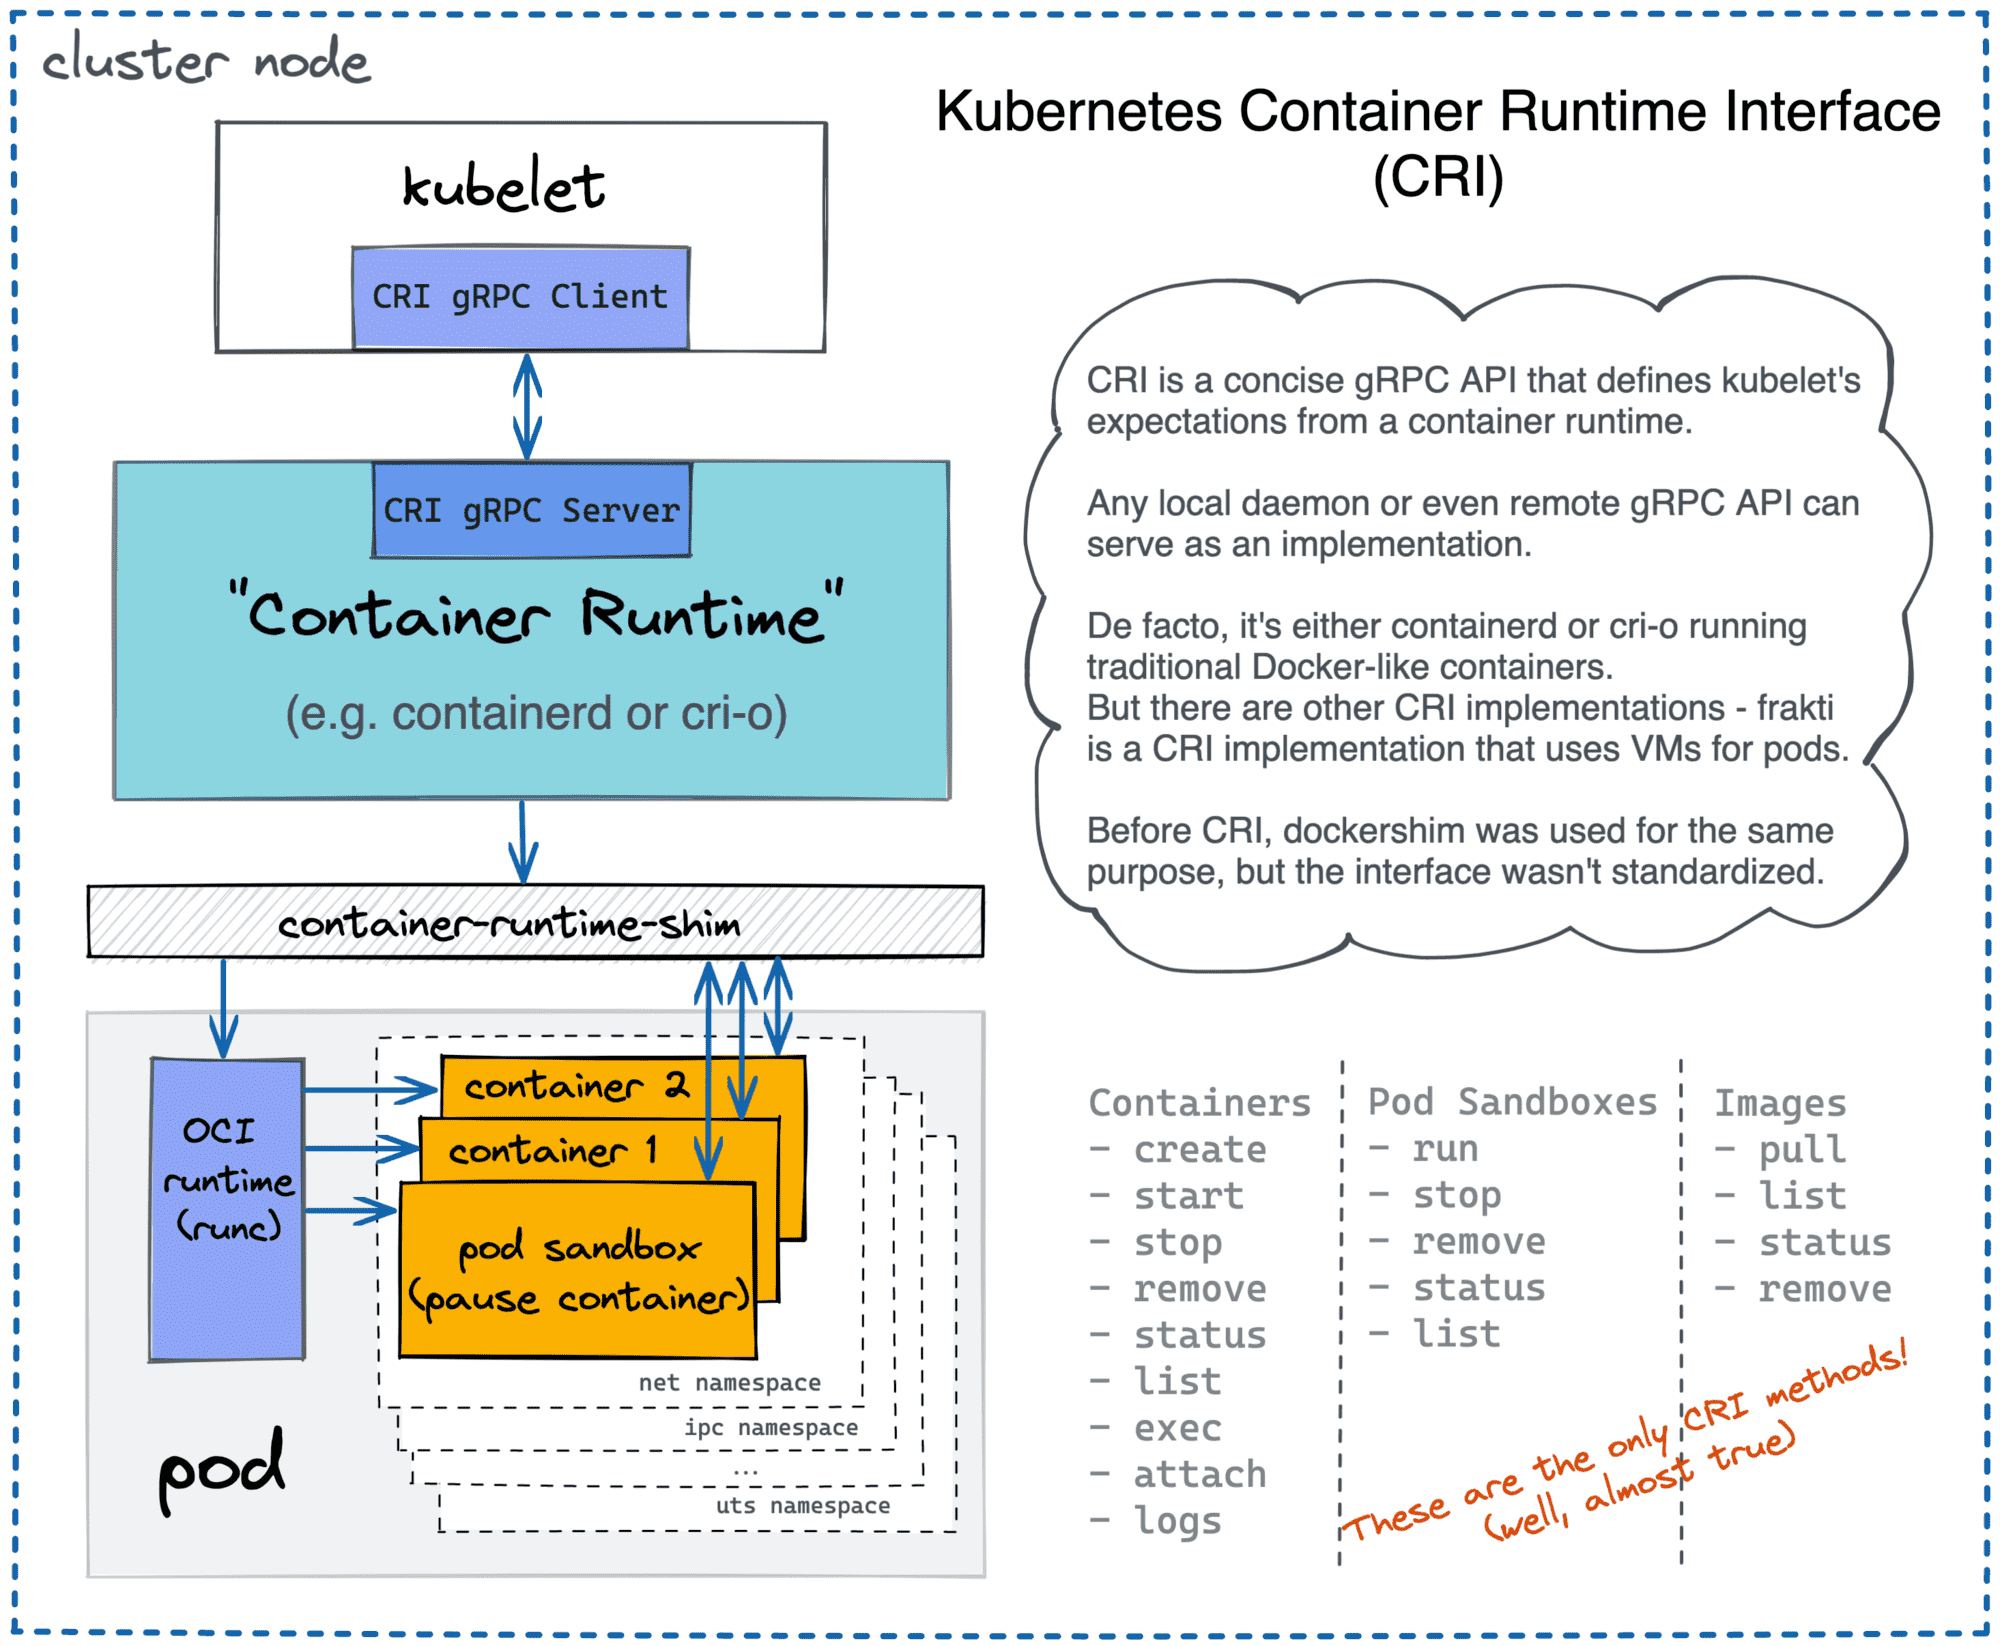 cluster node
Kubernetes Container Runtime Interface
(CRI)
kubelet
CRI gRPC Client
CRI gRPC Server
"Container Runtime"
(e.g. containerd or cri-o)
container-runtime-shim
OCI
runtime
(runc)
container 2
container 1
pod sandbox
(pause container)
net namespace
ipc namespace
...
uts namespace
pod
CRI is a concise gRPC API that defines kubelet's
expectations from a container runtime.
Any local daemon or even remote gRPC API can
serve as an implementation.
De facto, it's either containerd or cri-o running
traditional Docker-like containers.
But there are other CRI implementations - frakti
is a CRI implementation that uses VMs for pods.
Before CRI, dockershim was used for the same
purpose, but the interface wasn't standardized.
Containers
- create
- start
- stop
- remove
- status
- list
- exec
- attach
- logs
Pod Sandboxes
- run
- stop
- remove
- status
- list
Images
- pull
- list
- status
- remove
These are the only CRI methods!
(well, almost true)